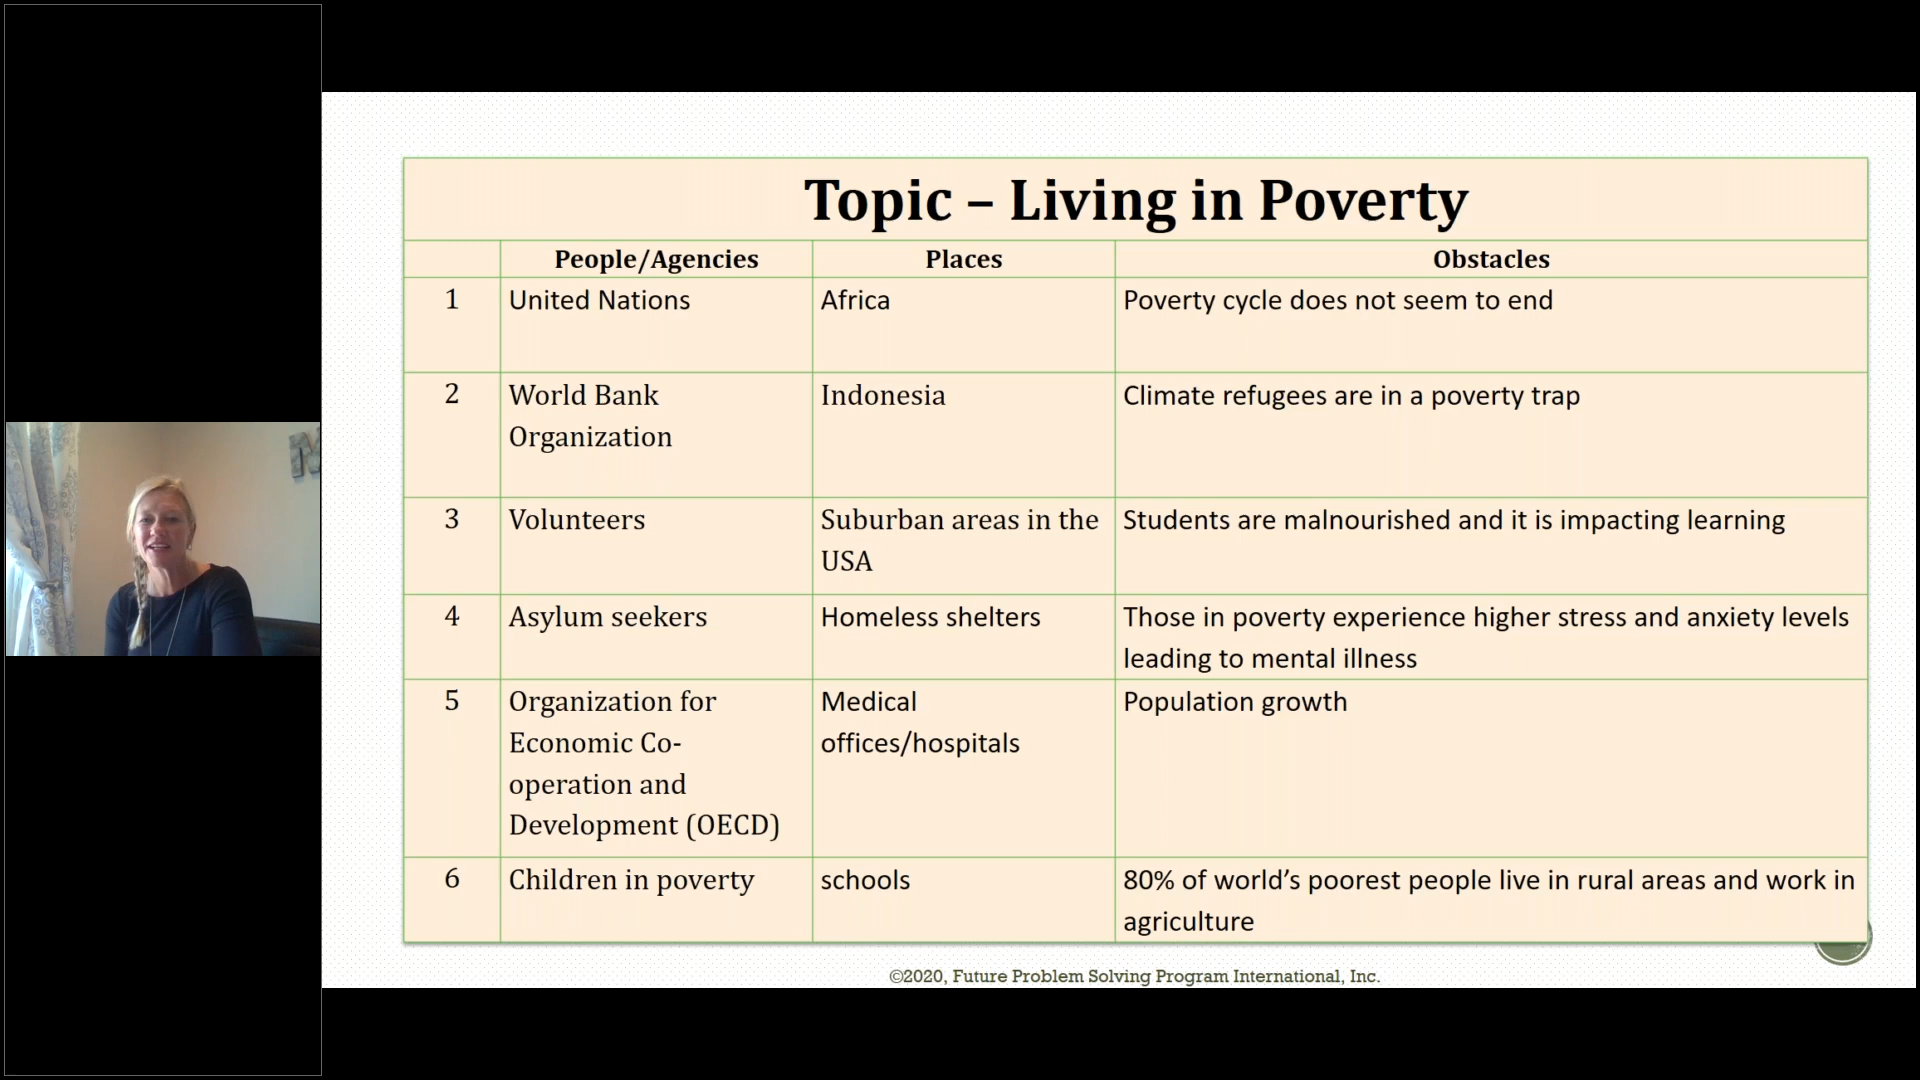 Topic – Living in Poverty
People/Agencies Places Obstacles
1 United Nations Africa Poverty cycle does not seem to end
2 World Bank Indonesia Climate refugees are in a poverty trap
Organization
3 Volunteers Suburban areas in the Students are malnourished and it is impacting learning
USA
4 Asylum seekers Homeless shelters Those in poverty experience higher stress and anxiety levels
leading to mental illness
5 Organization for Medical Population growth
Economic Co- offices/hospitals
operation and
Development (OECD)
6 Children in poverty schools 80% of world’s poorest people live in rural areas and work in
agriculture
©2020, Future Problem Solving Program International, Inc.